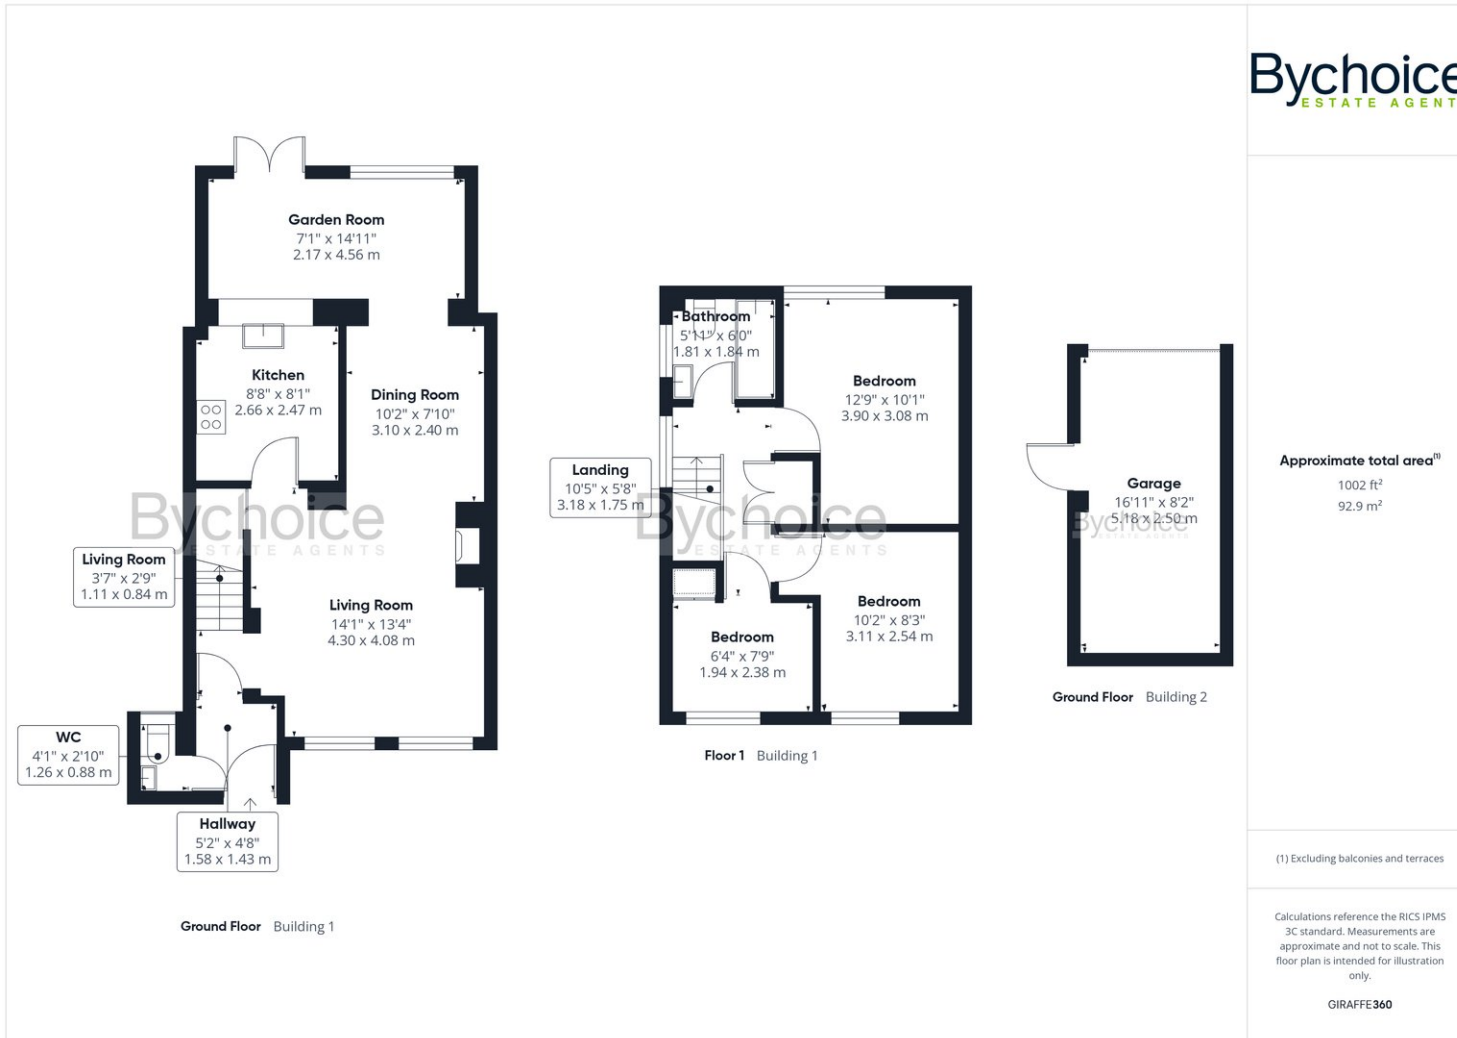 Garden Room
7'1" x 14'11"
2.17 x 4.56 m
Kitchen
8'8" x 8'1"
2.66 x 2.47 m
Dining Room
10'2" x 7'10"
3.10 x 2.40 m
Bychoice
ESTATE AGENTS
Living Room
3'7" x 2'9"
1.11 x 0.84 m
Living Room
14'1" x 13'4"
4.30 x 4.08 m
WC
4'1" x 2'10"
1.26 x 0.88 m
Hallway
5'2" x 4'8"
1.58 x 1.43 m
Ground Floor Building 1
Bathroom
5'11" x 6'0"
1.81 x 1.84 m
Bedroom
12'9" x 10'1"
3.90 x 3.08 m
Landing
10'5" x 5'8"
3.18 x 1.75 m
Bychoice
ESTATE AGENTS
Bedroom
10'2" x 8'3"
3.11 x 2.54 m
Bedroom
6'4" x 7'9"
1.94 x 2.38 m
Floor 1 Building 1
Garage
16'11" x 8'2"
5.18 x 2.50 m
Bychoice
ESTATE AGENTS
Ground Floor Building 2
Bychoice
ESTATE AGENT
Approximate total area(1)
1002 ft²
92.9 m²
(1) Excluding balconies and terraces
Calculations reference the RICS IPMS
3C standard. Measurements are
approximate and not to scale. This
floor plan is intended for illustration
only.
GIRAFFE360